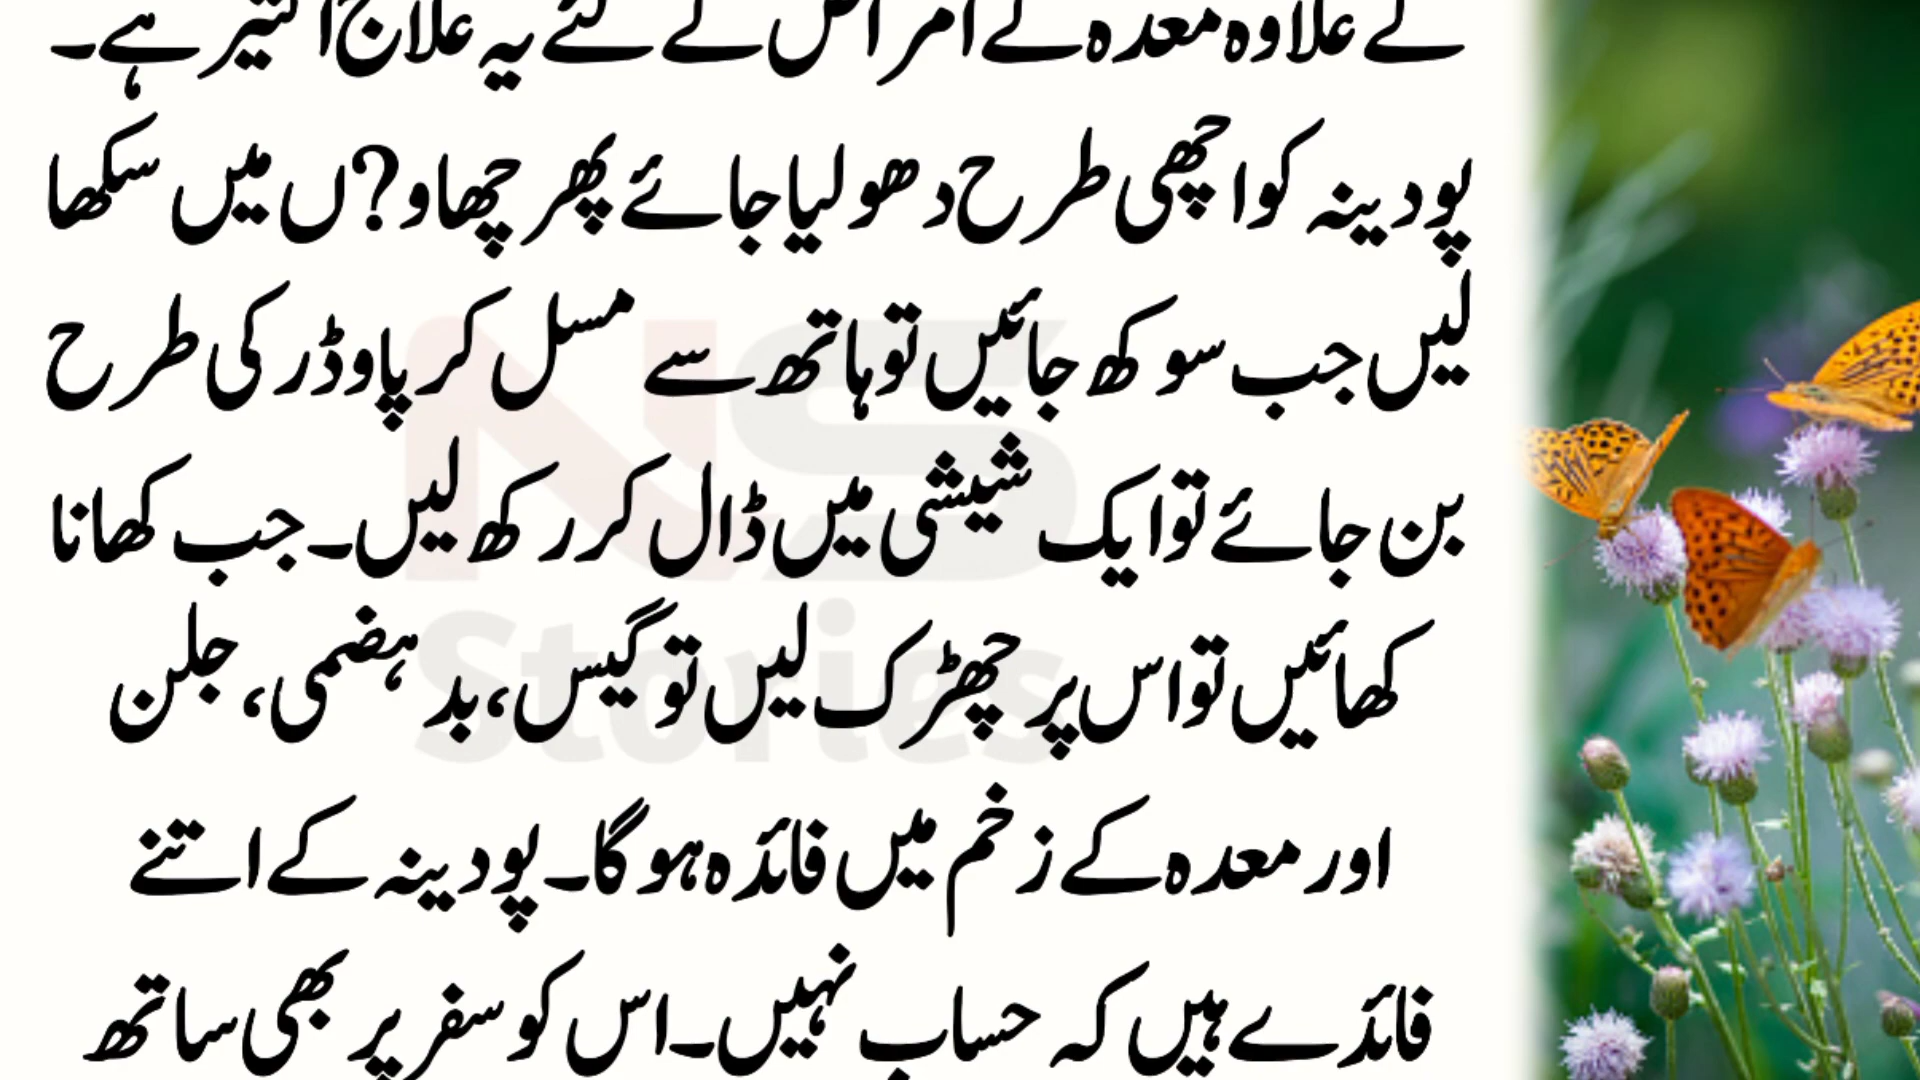 کے علاوہ معدہ کے امراض کے لئے یہ علاج اکسیر ہے۔
پودینہ کو اچھی طرح دھو لیا جائے پھر چھاو?ں میں سکھا
لیں جب سوکھ جائیں تو ہاتھ سے مسل کر پاوڈر کی طرح
بن جائے تو ایک شیشی میں ڈال کر رکھ لیں۔ جب کھانا
کھائیں تو اس پر چھڑک لیں تو گیس، بد ہضمی، جلن
اور معدہ کے زخم میں فائدہ ہو گا۔ پودینہ کے اتنے
فائدے ہیں کہ حساب نہیں۔ اس کو سفر پر بھی ساتھ
NS
Stories